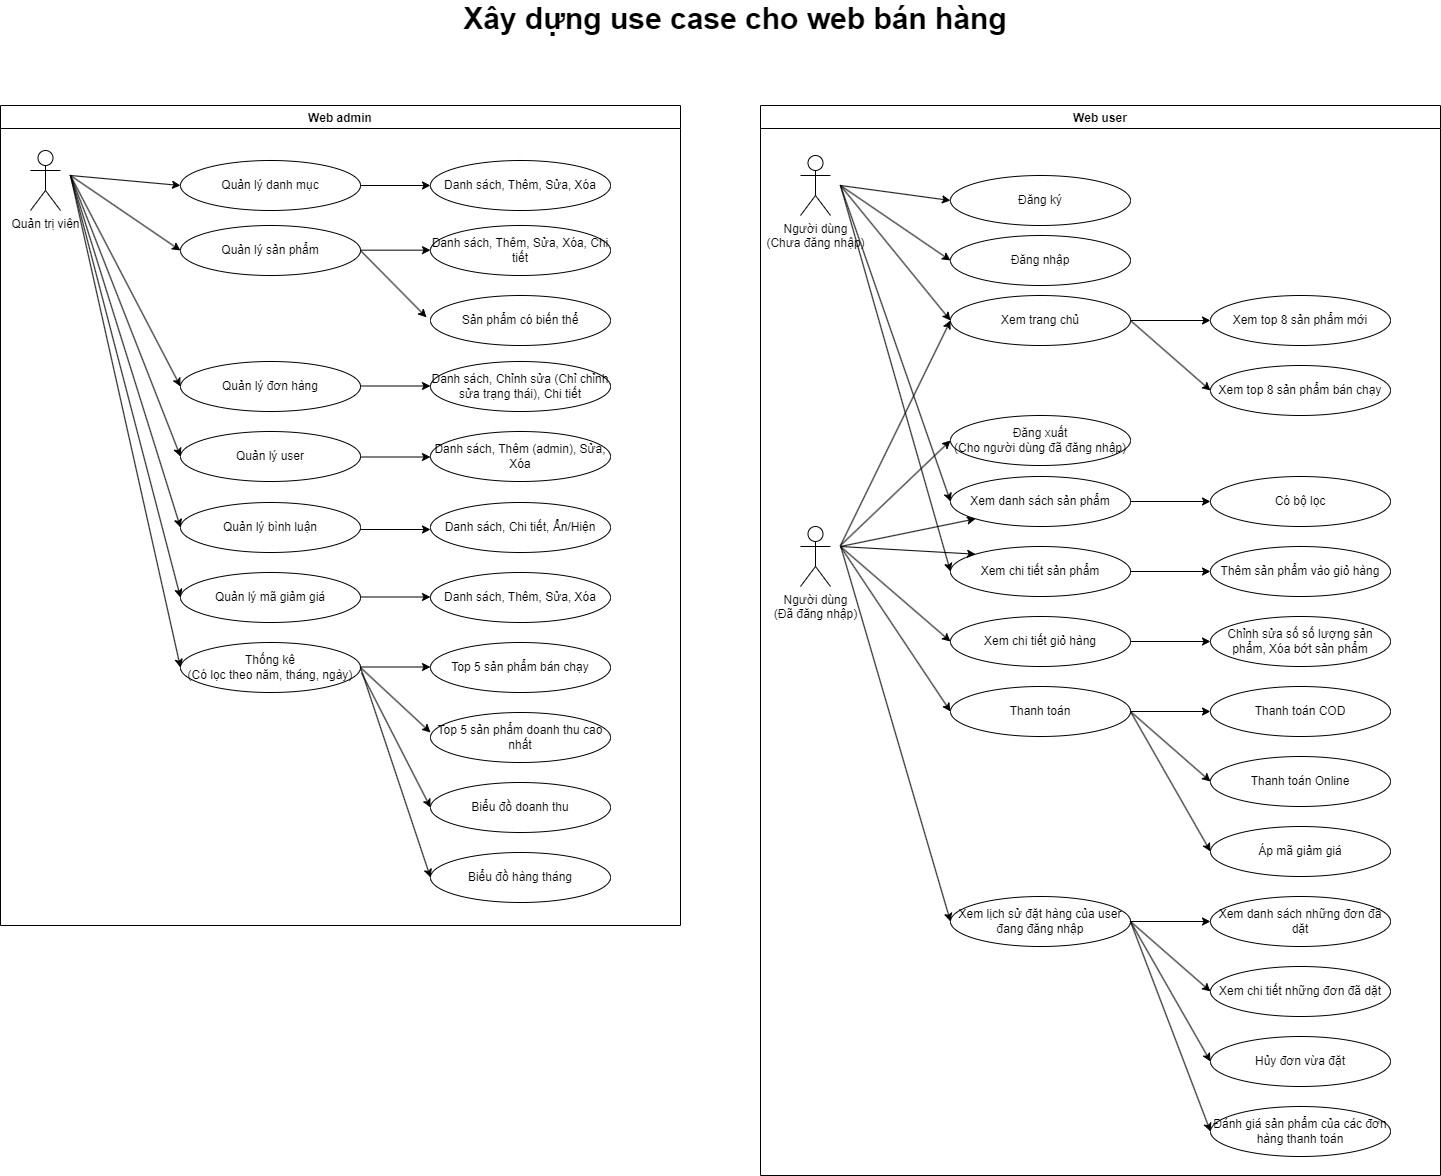 Xây dựng use case cho web bán hàng
Web admin
Quản trị viên
Quản lý danh mục
Danh sách, Thêm, Sửa, Xóa
Quản lý sản phẩm
Danh sách, Thêm, Sửa, Xóa, Chi
tiết
Sản phẩm có biến thể
Quản lý đơn hàng
Danh sách, Chỉnh sửa (Chỉ chỉnh
sửa trạng thái), Chi tiết
Quản lý user
Danh sách, Thêm (admin), Sửa,
Xóa
Quản lý bình luận
Danh sách, Chi tiết, Ẩn/Hiện
Quản lý mã giảm giá
Danh sách, Thêm, Sửa, Xóa
Thống kê
(Có lọc theo năm, tháng, ngày)
Top 5 sản phẩm bán chạy
Top 5 sản phẩm doanh thu cao
nhất
Biểu đồ doanh thu
Biểu đồ hàng tháng
Web user
Người dùng
(Chưa đăng nhập)
Đăng ký
Đăng nhập
Xem trang chủ
Xem top 8 sản phẩm mới
Xem top 8 sản phẩm bán chạy
Đăng xuất
(Cho người dùng đã đăng nhập)
Xem danh sách sản phẩm
Có bộ lọc
Người dùng
(Đã đăng nhập)
Xem chi tiết sản phẩm
Thêm sản phẩm vào giỏ hàng
Xem chi tiết giỏ hàng
Chỉnh sửa số số lượng sản
phẩm, Xóa bớt sản phẩm
Thanh toán
Thanh toán COD
Thanh toán Online
Áp mã giảm giá
Xem lịch sử đặt hàng của user
đang đăng nhập
Xem danh sách những đơn đã
dặt
Xem chi tiết những đơn đã dặt
Hủy đơn vừa đặt
Đánh giá sản phẩm của các đơn
hàng thanh toán